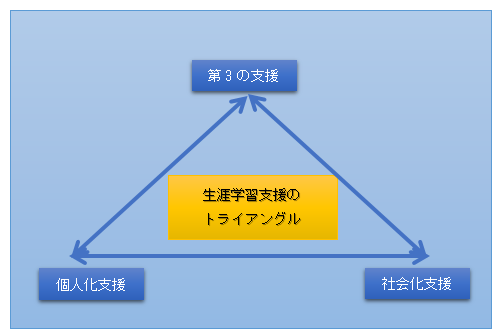 第３の支援
生涯学習支援の
トライアングル
個人化支援
社会化支援